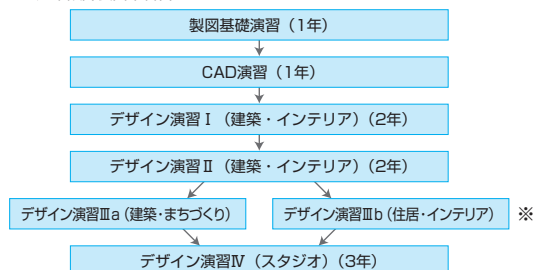 製図基礎演習（1年）
CAD演習（1年）
デザイン演習Ⅰ（建築・インテリア）（2年）
デザイン演習Ⅱ（建築・インテリア）（2年）
デザイン演習Ⅲa（建築・まちづくり） デザイン演習Ⅲb（住居・インテリア） ※
デザイン演習Ⅳ（スタジオ）（3年）